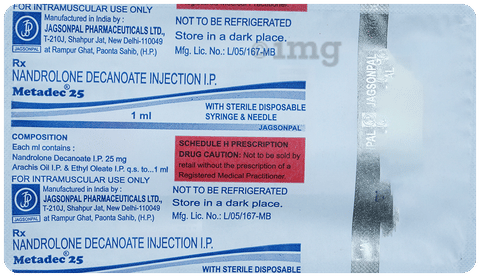 FOR INTRAMUSCULAR USE ONLY
Manufactured in India by :
JAGSONPAL PHARMACEUTICALS LTD.,
T-210J, Shahpur Jat, New Delhi-110049
at Rampur Ghat, Paonta Sahib, (H.P.)
JAGSONPAL
NOT TO BE REFRIGERATED
Store in a dark place.
Mfg. Lic. No.: L/05/167-MB
1mg
Rx
NANDROLONE DECANOATE INJECTION I.P.
Metadec® 25
1 ml
WITH STERILE DISPOSABLE
SYRINGE & NEEDLE
JAGSONPAL
COMPOSITION
Each ml contains :
Nandrolone Decanoate I.P. 25 mg
Arachis Oil I.P. & Ethyl Oleate I.P. q.s. to...1 ml
FOR INTRAMUSCULAR USE ONLY
SCHEDULE H PRESCRIPTION
DRUG CAUTION: Not to be sold by
retail without the prescription of a
Registered Medical Practitioner.
Manufactured in India by :
JAGSONPAL PHARMACEUTICALS LTD.,
T-210J, Shahpur Jat, New Delhi-110049
at Rampur Ghat, Paonta Sahib, (H.P.)
JAGSONPAL
NOT TO BE REFRIGERATED
Store in a dark place.
Mfg. Lic. No.: L/05/167-MB
Rx
NANDROLONE DECANOATE INJECTION I.P.
Metadec® 25
WITH STERILE DISPOSABLE
PAL
JAGSONPAL